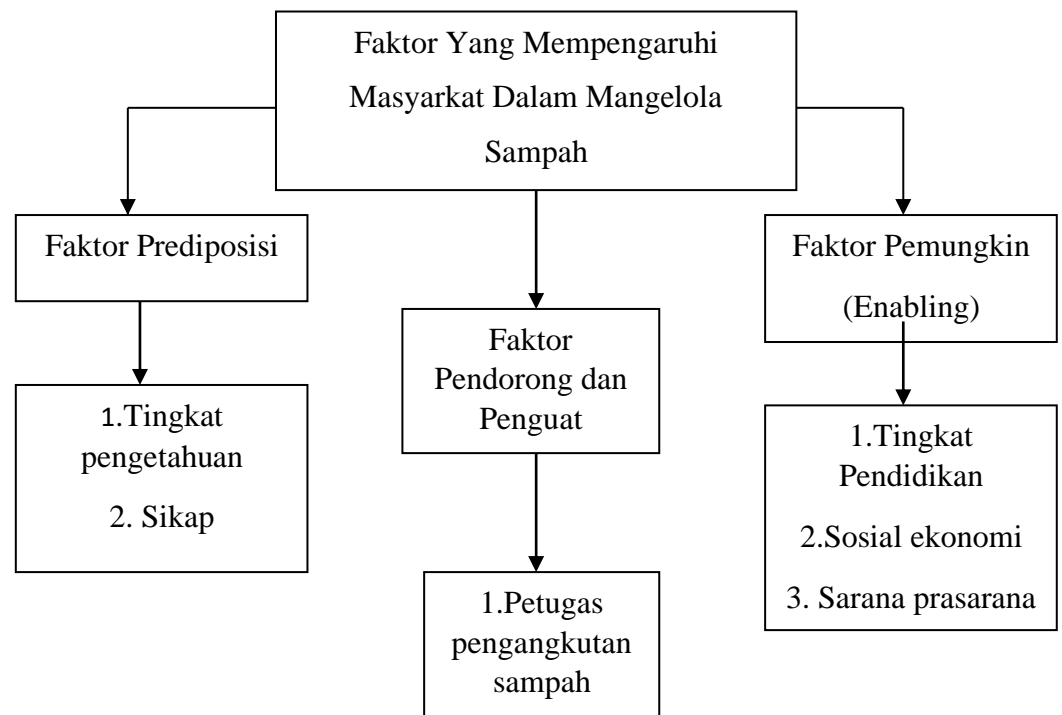 Faktor Yang Mempengaruhi
Masyarkat Dalam Mangelola
Sampah
Faktor Prediposisi
Faktor Pemungkin
(Enabling)
Faktor
Pendorong dan
Penguat
1.Tingkat
pengetahuan
2. Sikap
1.Tingkat
Pendidikan
2.Sosial ekonomi
3. Sarana prasarana
1.Petugas
pengangkutan
sampah